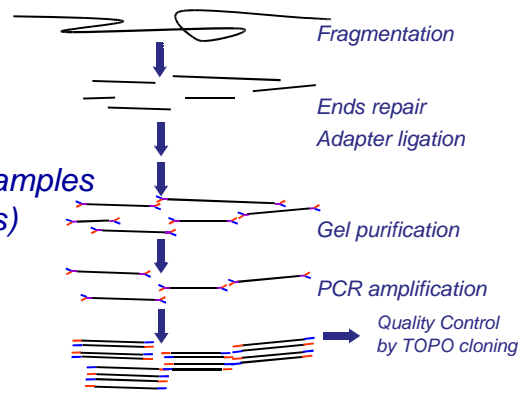 Fragmentation
Ends repair
Adapter ligation
amples
s)
Gel purification
PCR amplification
Quality Control
by TOPO cloning